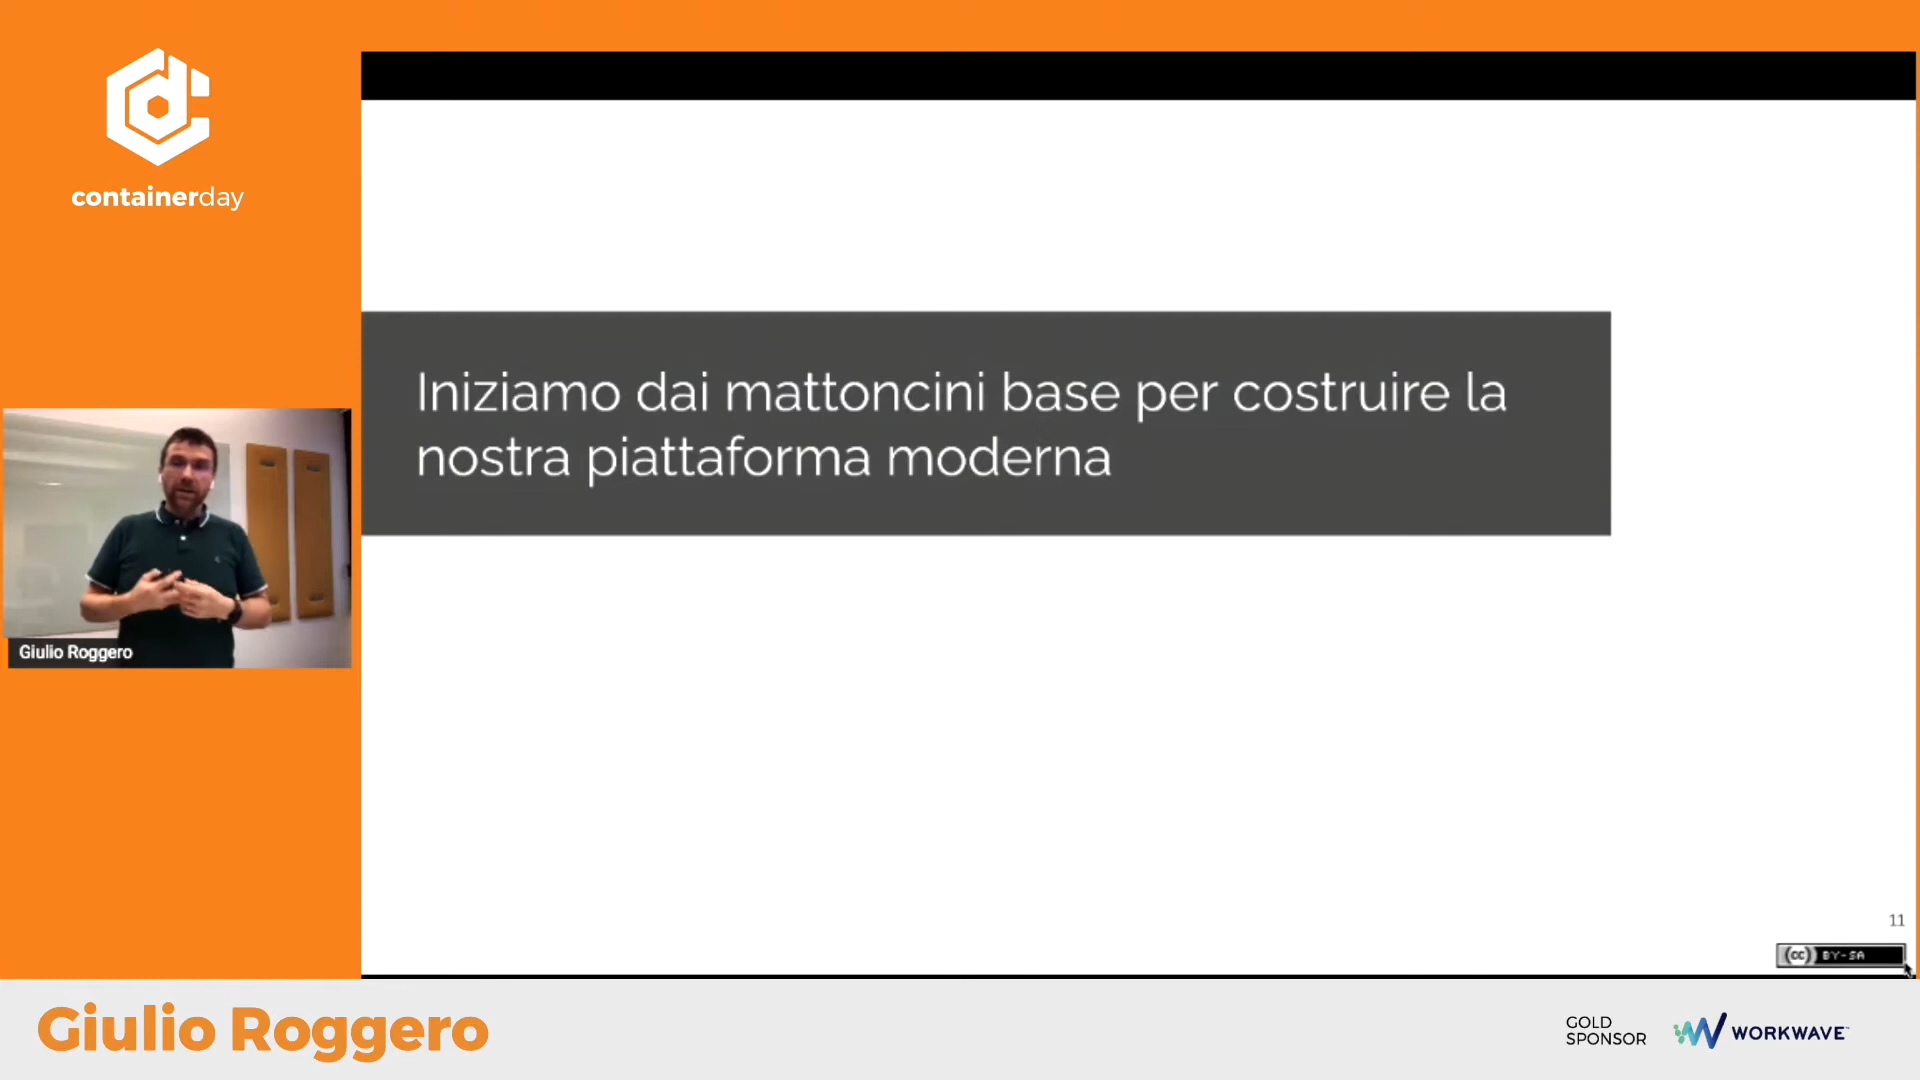 containerday
Iniziamo dai mattoncini base per costruire la
nostra piattaforma moderna
Giulio Roggero
11
(cc) BY-SA
Giulio Roggero
GOLD
SPONSOR
WORKWAVE